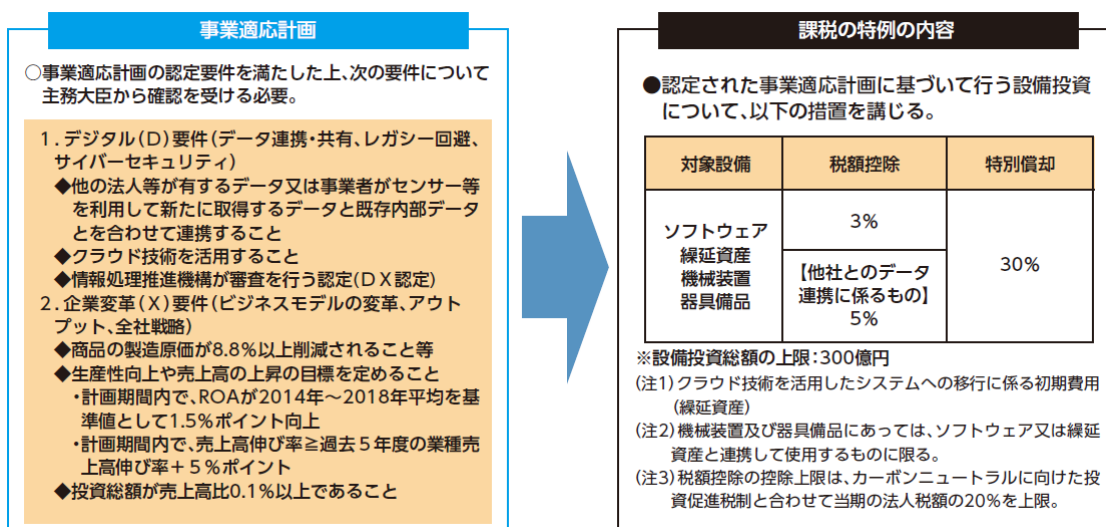 事業適応計画
○事業適応計画の認定要件を満たした上、次の要件について
主務大臣から確認を受ける必要。
1.デジタル(D)要件(データ連携・共有、レガシー回避、
サイバーセキュリティ)
◆他の法人等が有するデータ又は事業者がセンサー等
を利用して新たに取得するデータと既存内部データ
とを合わせて連携すること
◆クラウド技術を活用すること
◆情報処理推進機構が審査を行う認定(DX認定)
2.企業変革(X)要件(ビジネスモデルの変革、アウト
プット、全社戦略)
◆商品の製造原価が8.8%以上削減されること等
◆生産性向上や売上高の上昇の目標を定めること
・計画期間内で、ROAが2014年～2018年平均を基
準値として1.5%ポイント向上
・計画期間内で、売上高伸び率≧過去5年度の業種売
上高伸び率+5%ポイント
◆投資総額が売上高比0.1%以上であること
課税の特例の内容
●認定された事業適応計画に基づいて行う設備投資
について、以下の措置を講じる。
対象設備 税額控除 特別償却
ソフトウェア
繰延資産
機械装置
器具備品
3%
【他社とのデータ
連携に係るもの】
5%
30%
※設備投資総額の上限:300億円
(注1)クラウド技術を活用したシステムへの移行に係る初期費用
(繰延資産)
(注2)機械装置及び器具備品にあっては、ソフトウェア又は繰延
資産と連携して使用するものに限る。
(注3)税額控除の控除上限は、カーボンニュートラルに向けた投
資促進税制と合わせて当期の法人税額の20%を上限。